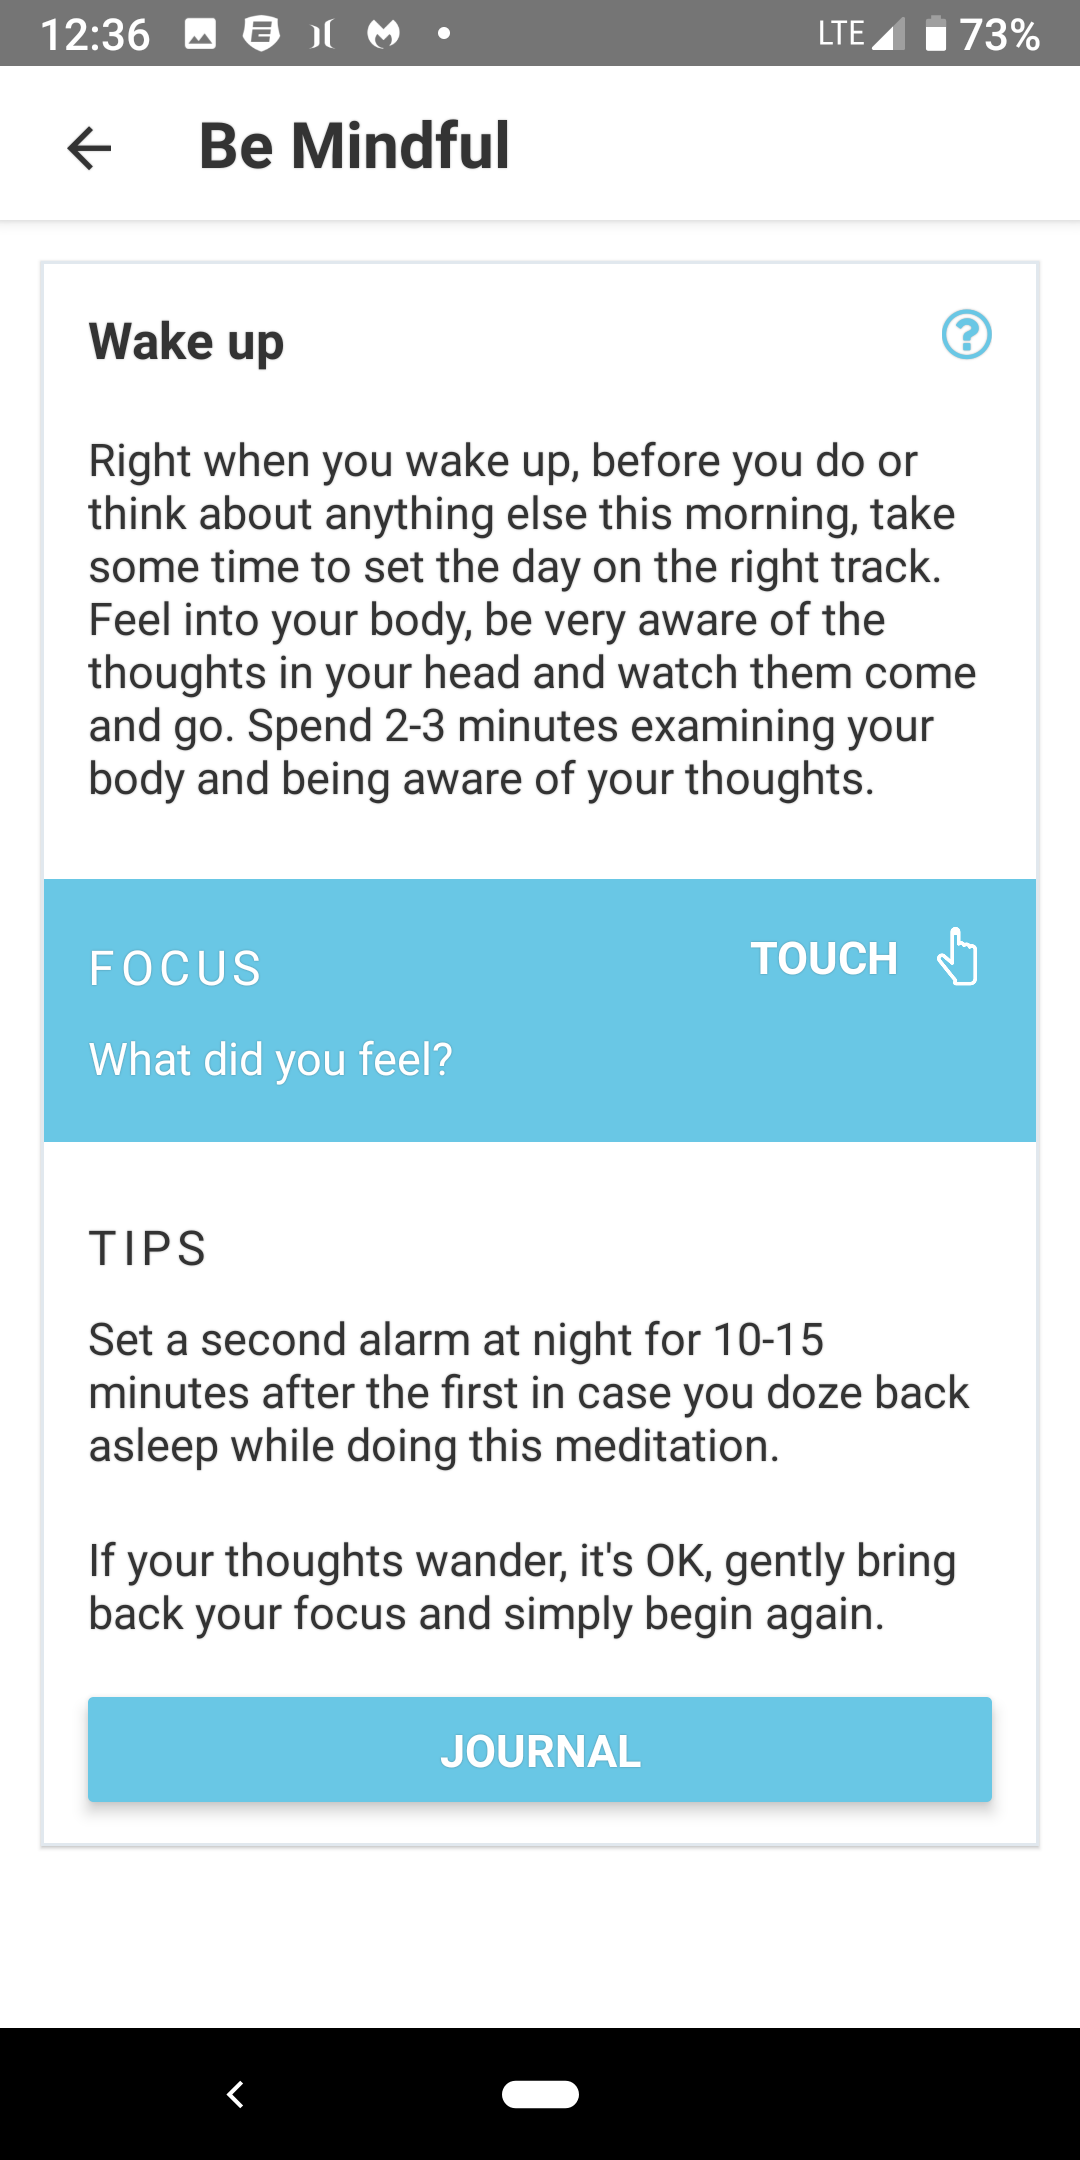 12:36
LTE 73%
Be Mindful
Wake up
Right when you wake up, before you do or
think about anything else this morning, take
some time to set the day on the right track.
Feel into your body, be very aware of the
thoughts in your head and watch them come
and go. Spend 2-3 minutes examining your
body and being aware of your thoughts.
FOCUS
TOUCH
What did you feel?
TIPS
Set a second alarm at night for 10-15
minutes after the first in case you doze back
asleep while doing this meditation.
If your thoughts wander, it's OK, gently bring
back your focus and simply begin again.
JOURNAL